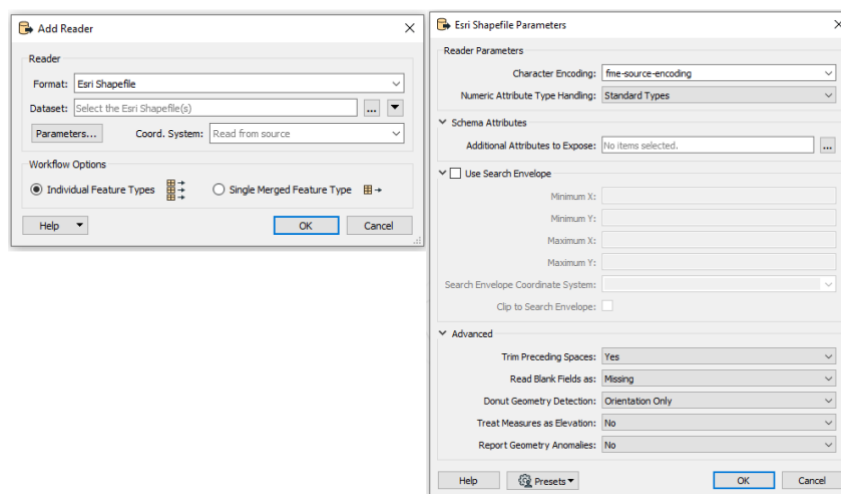 Add Reader
Reader
Format: Esri Shapefile
Dataset: Select the Esri Shapefile(s) ...
Parameters... Coord. System: Read from source
Workflow Options
Individual Feature Types Single Merged Feature Type
Help OK Cancel
Esri Shapefile Parameters
Reader Parameters
Character Encoding: fme-source-encoding
Numeric Attribute Type Handling: Standard Types
Schema Attributes
Additional Attributes to Expose: No items selected. ...
Use Search Envelope
Minimum X:
Minimum Y:
Maximum X:
Maximum Y:
Search Envelope Coordinate System:
Clip to Search Envelope:
Advanced
Trim Preceding Spaces: Yes
Read Blank Fields as: Missing
Donut Geometry Detection: Orientation Only
Treat Measures as Elevation: No
Report Geometry Anomalies: No
Help Presets OK Cancel